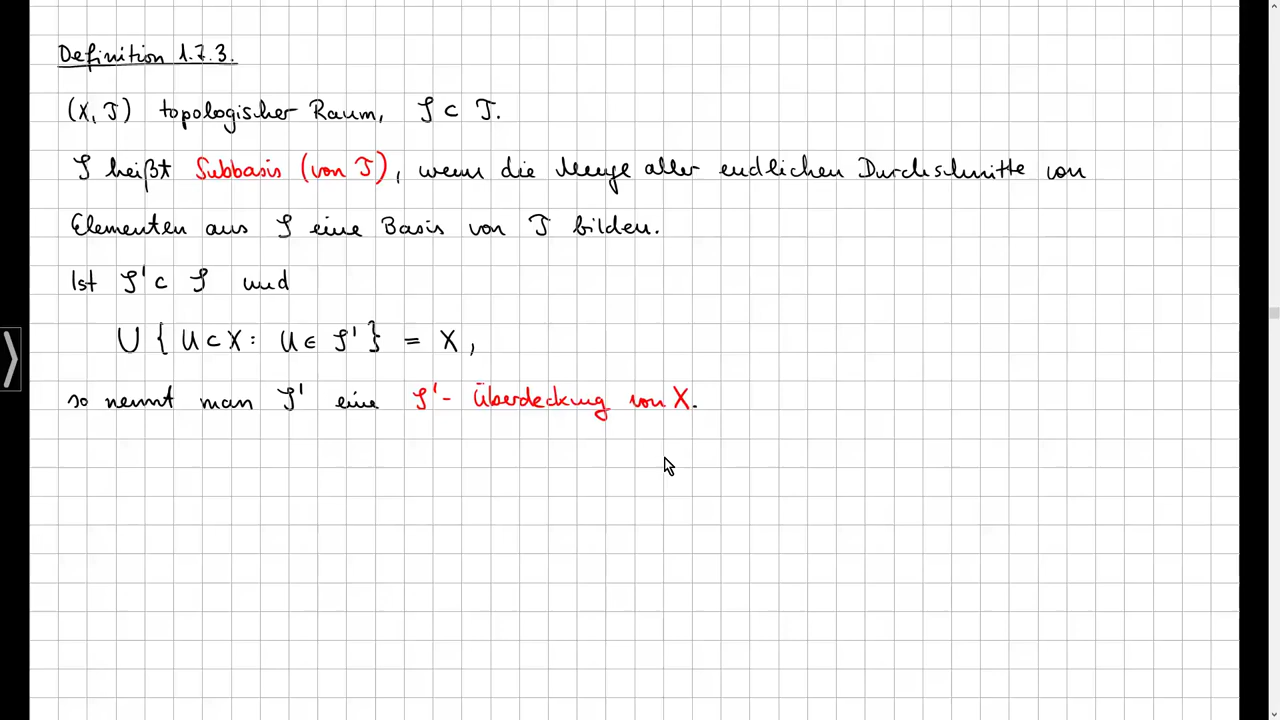 Definition 1.7.3.
(X, T) topologischer Raum, S ⊂ T.
S heißt Subbasis (von T), wenn die Menge aller endlichen Durchschnitte von
Elementen aus S eine Basis von T bilden.
Ist S' ⊂ S und
∪ { U ⊂ X : U ∈ S' } = X,
so nennt man S' eine S'- Überdeckung von X.